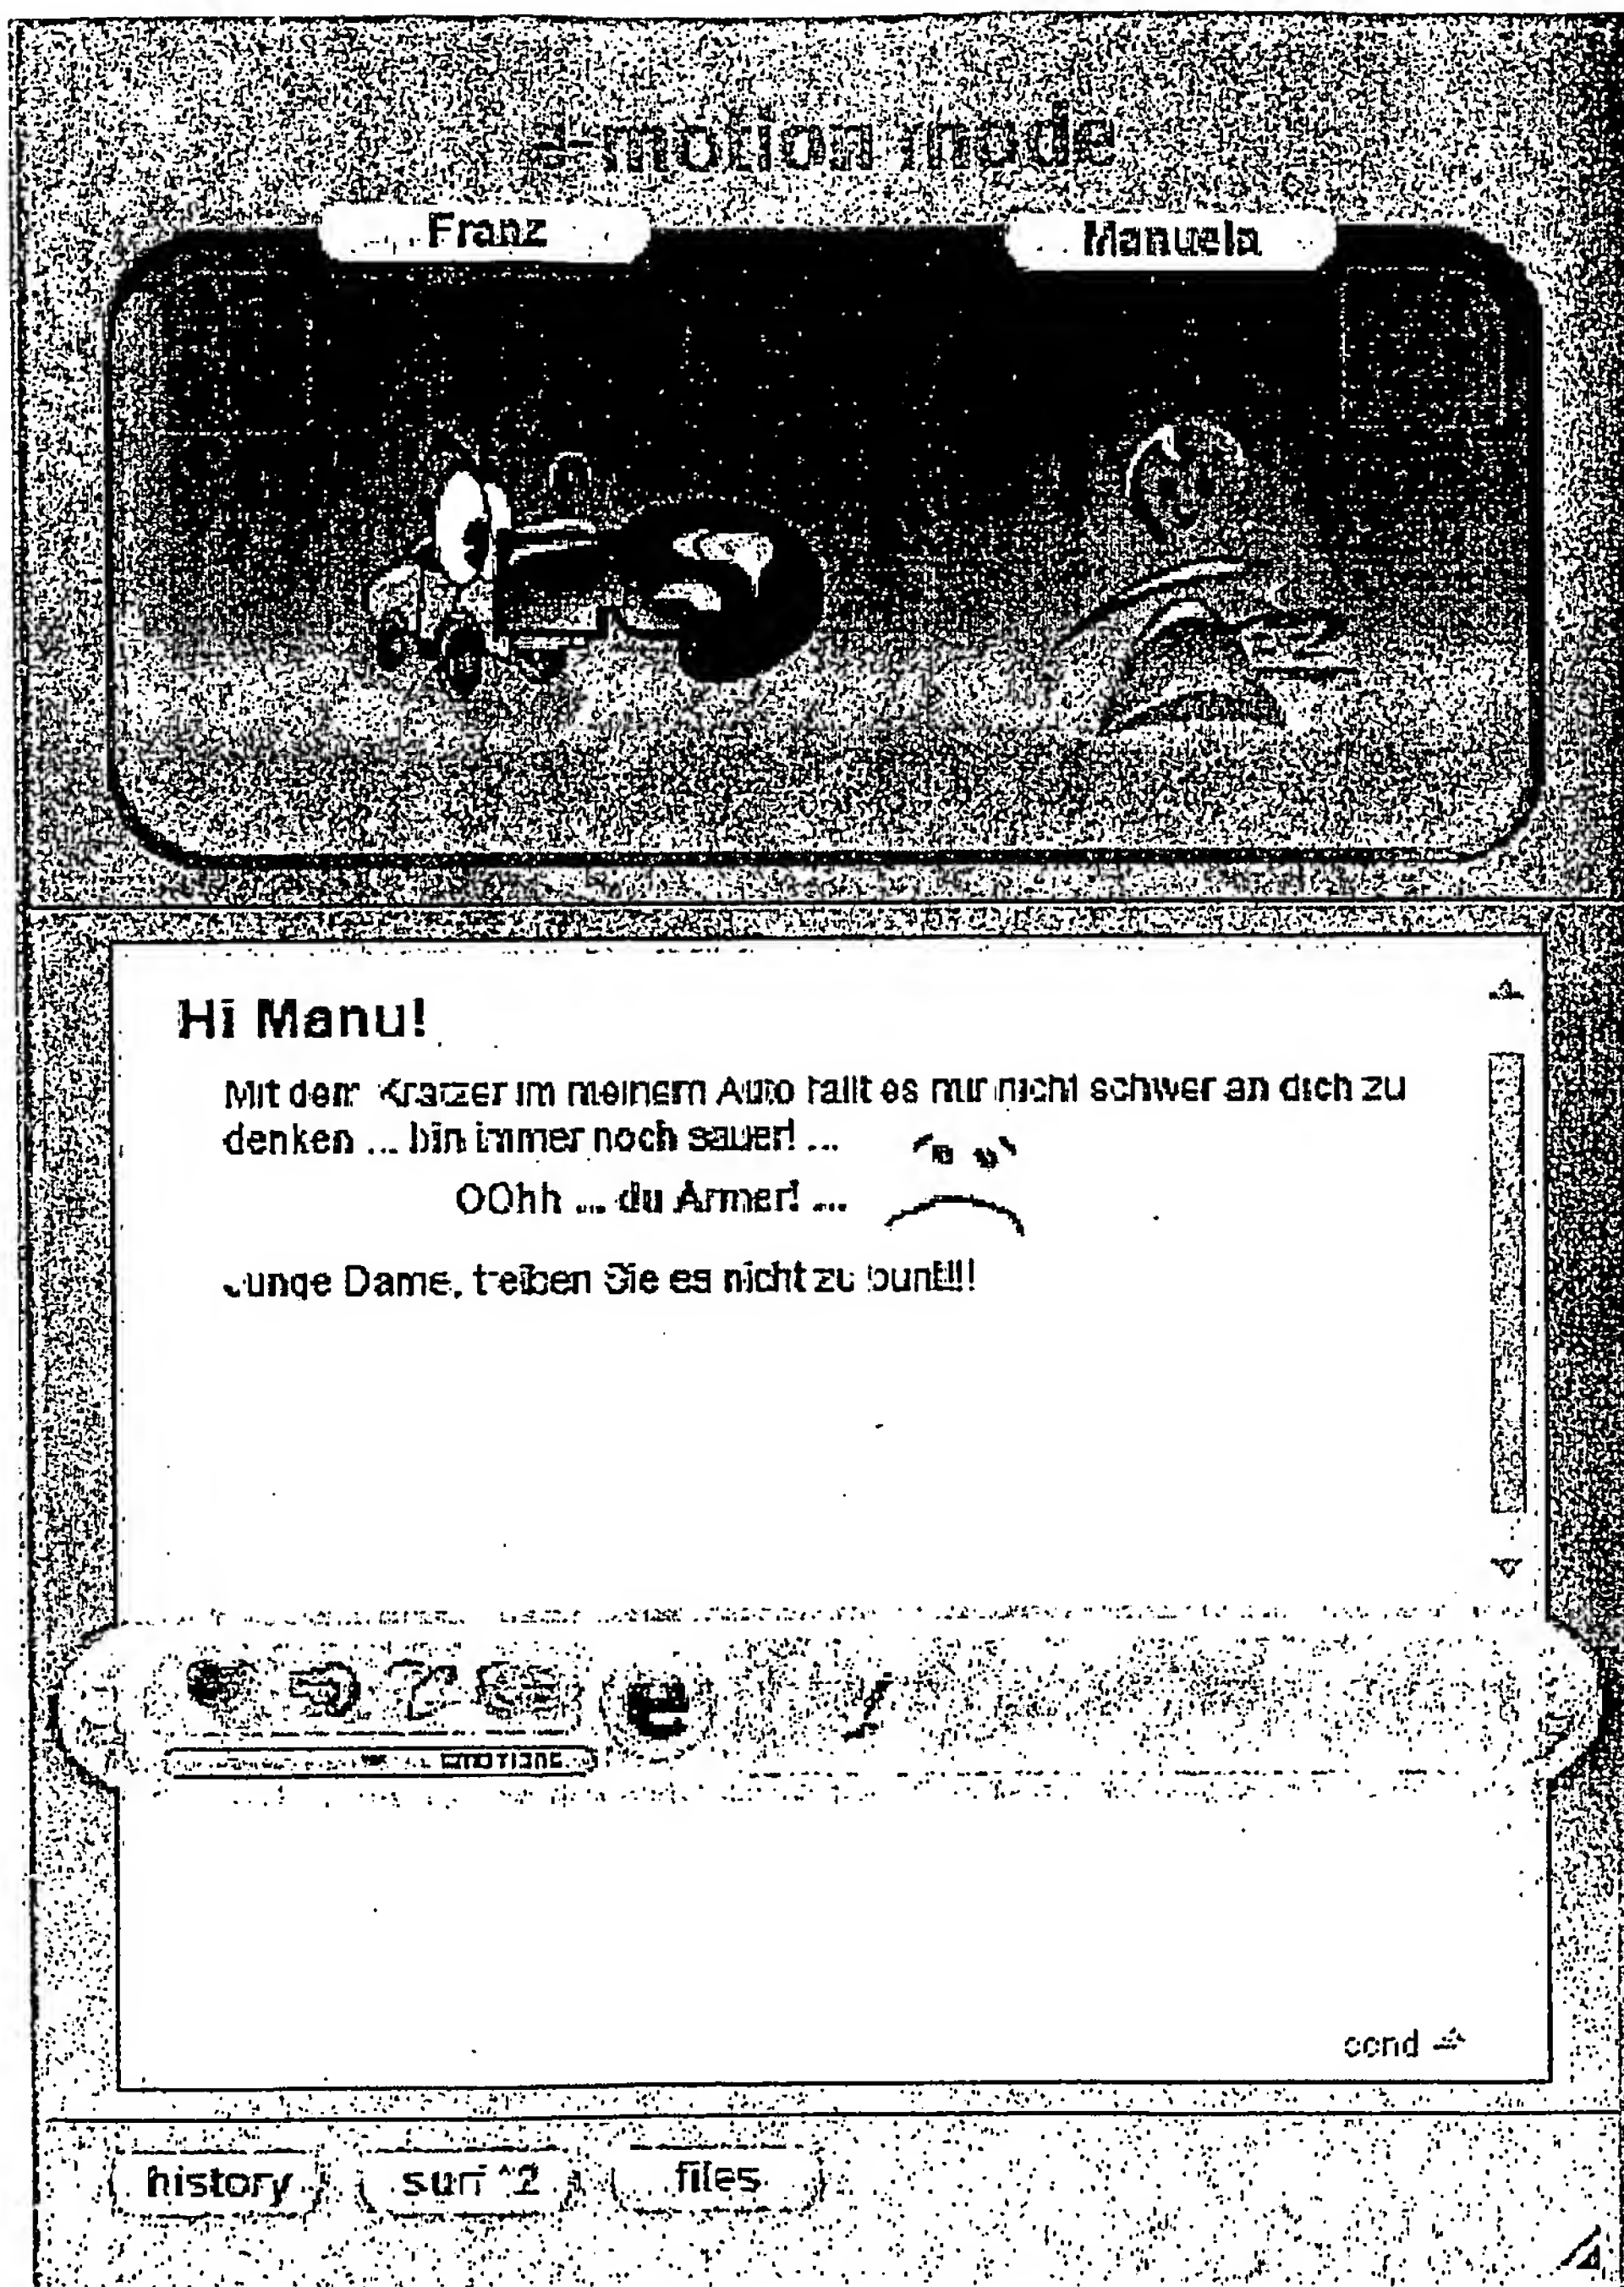 e-motion mode
Franz
Manuela
Hi Manu!
Mit dem Kratzer im meinem Auto fällt es mir nicht schwer an dich zu
denken ... bin immer noch sauer! ...
OOhh ... du Armer! ...
Junge Dame, treiben Sie es nicht zu bunt!!!
e
EMOTIONS
send
history
surf ^2
files